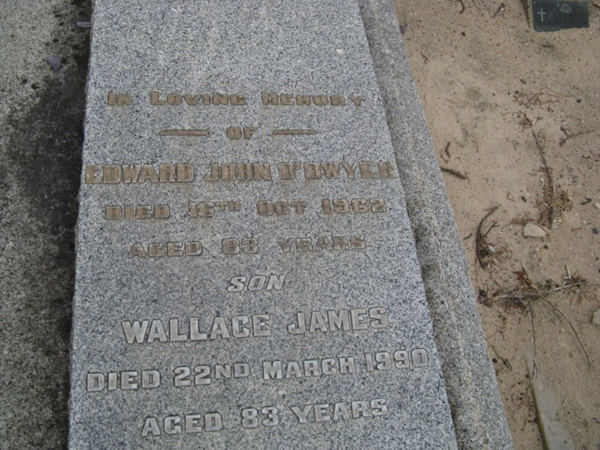 IN LOVING MEMORY
OF
EDWARD JOHN O'DWYER
DIED 16TH OCT 1962
AGED 83 YEARS
SON
WALLACE JAMES
DIED 22ND MARCH 1990
AGED 83 YEARS